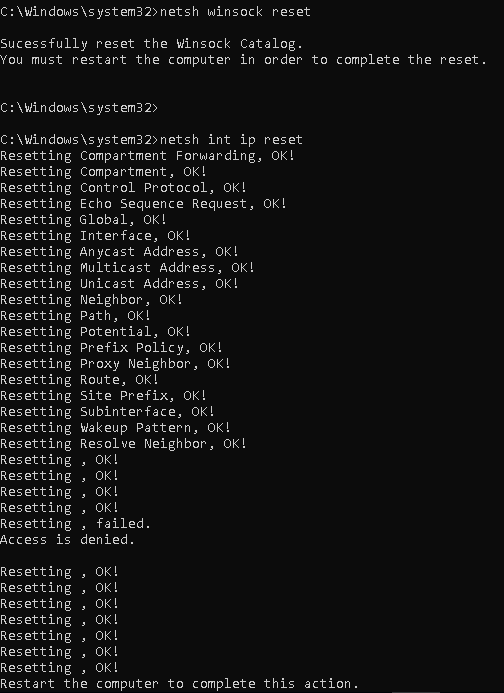 C:\Windows\system32>netsh winsock reset
Sucessfully reset the Winsock Catalog.
You must restart the computer in order to complete the reset.
C:\Windows\system32>
C:\Windows\system32>netsh int ip reset
Resetting Compartment Forwarding, OK!
Resetting Compartment, OK!
Resetting Control Protocol, OK!
Resetting Echo Sequence Request, OK!
Resetting Global, OK!
Resetting Interface, OK!
Resetting Anycast Address, OK!
Resetting Multicast Address, OK!
Resetting Unicast Address, OK!
Resetting Neighbor, OK!
Resetting Path, OK!
Resetting Potential, OK!
Resetting Prefix Policy, OK!
Resetting Proxy Neighbor, OK!
Resetting Route, OK!
Resetting Site Prefix, OK!
Resetting Subinterface, OK!
Resetting Wakeup Pattern, OK!
Resetting Resolve Neighbor, OK!
Resetting , OK!
Resetting , OK!
Resetting , OK!
Resetting , OK!
Resetting , failed.
Access is denied.
Resetting , OK!
Resetting , OK!
Resetting , OK!
Resetting , OK!
Resetting , OK!
Resetting , OK!
Resetting , OK!
Restart the computer to complete this action.